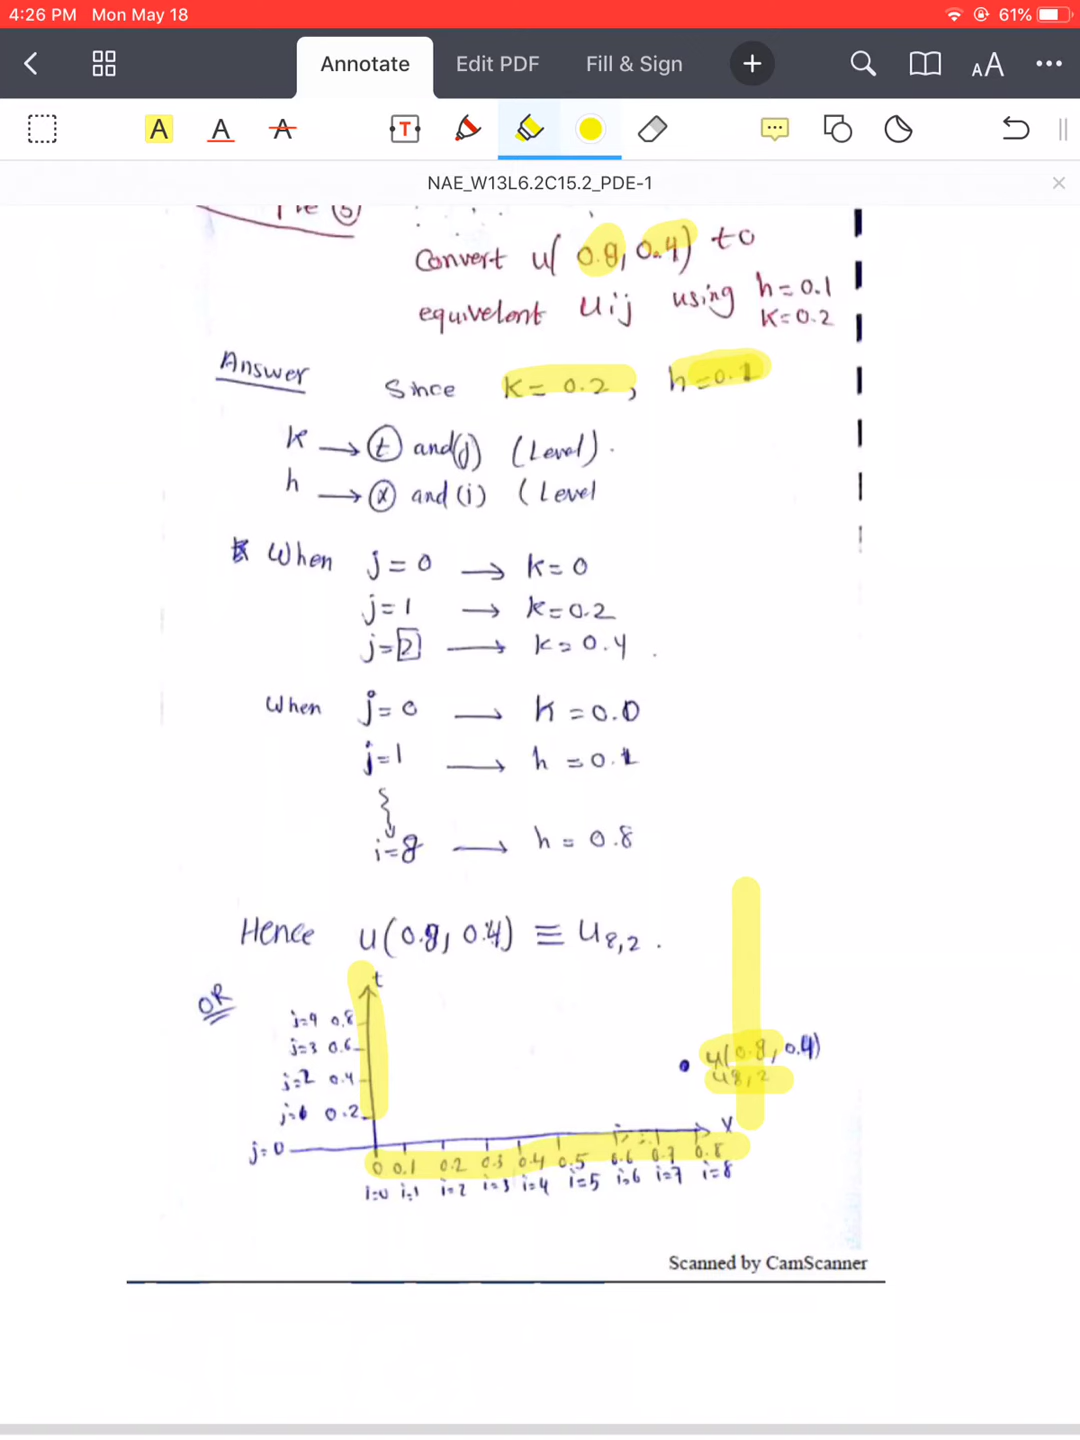 4:26 PM Mon May 18
61%
Annotate
Edit PDF
Fill & Sign
NAE_W13L6.2C15.2_PDE-1
Convert u( 0.8, 0.4) to
equivelent uij using h=0.1
K=0.2
Answer
Since K= 0.2, h=0.1
K → t and(j) (Level).
h → x and (i) (Level
When j=0 → k=0
j=1 → k=0.2
j=2 → k=0.4.
When j=0 → k=0.0
j=1 → h=0.1
i=8 → h=0.8
Hence u(0.8, 0.4) ≡ u8,2.
OR
t
0.8
j=3 0.6
j=2 0.4
0.2
u(0.8, 0.4)
u8,2
j=0
X
0 0.1 0.2 0.3 0.4 0.5 0.6 0.7 0.8
i=0 i=1 i=2 i=3 i=4 i=5 i=6 i=7 i=8
Scanned by CamScanner